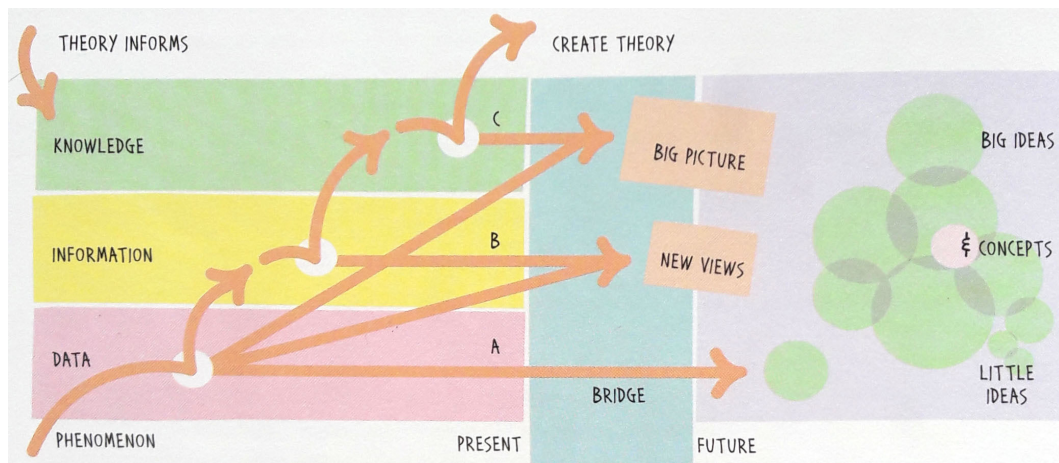 THEORY INFORMS
CREATE THEORY
C
KNOWLEDGE
BIG PICTURE
BIG IDEAS
B
INFORMATION
NEW VIEWS
& CONCEPTS
A
DATA
BRIDGE
LITTLE
IDEAS
PHENOMENON
PRESENT
FUTURE